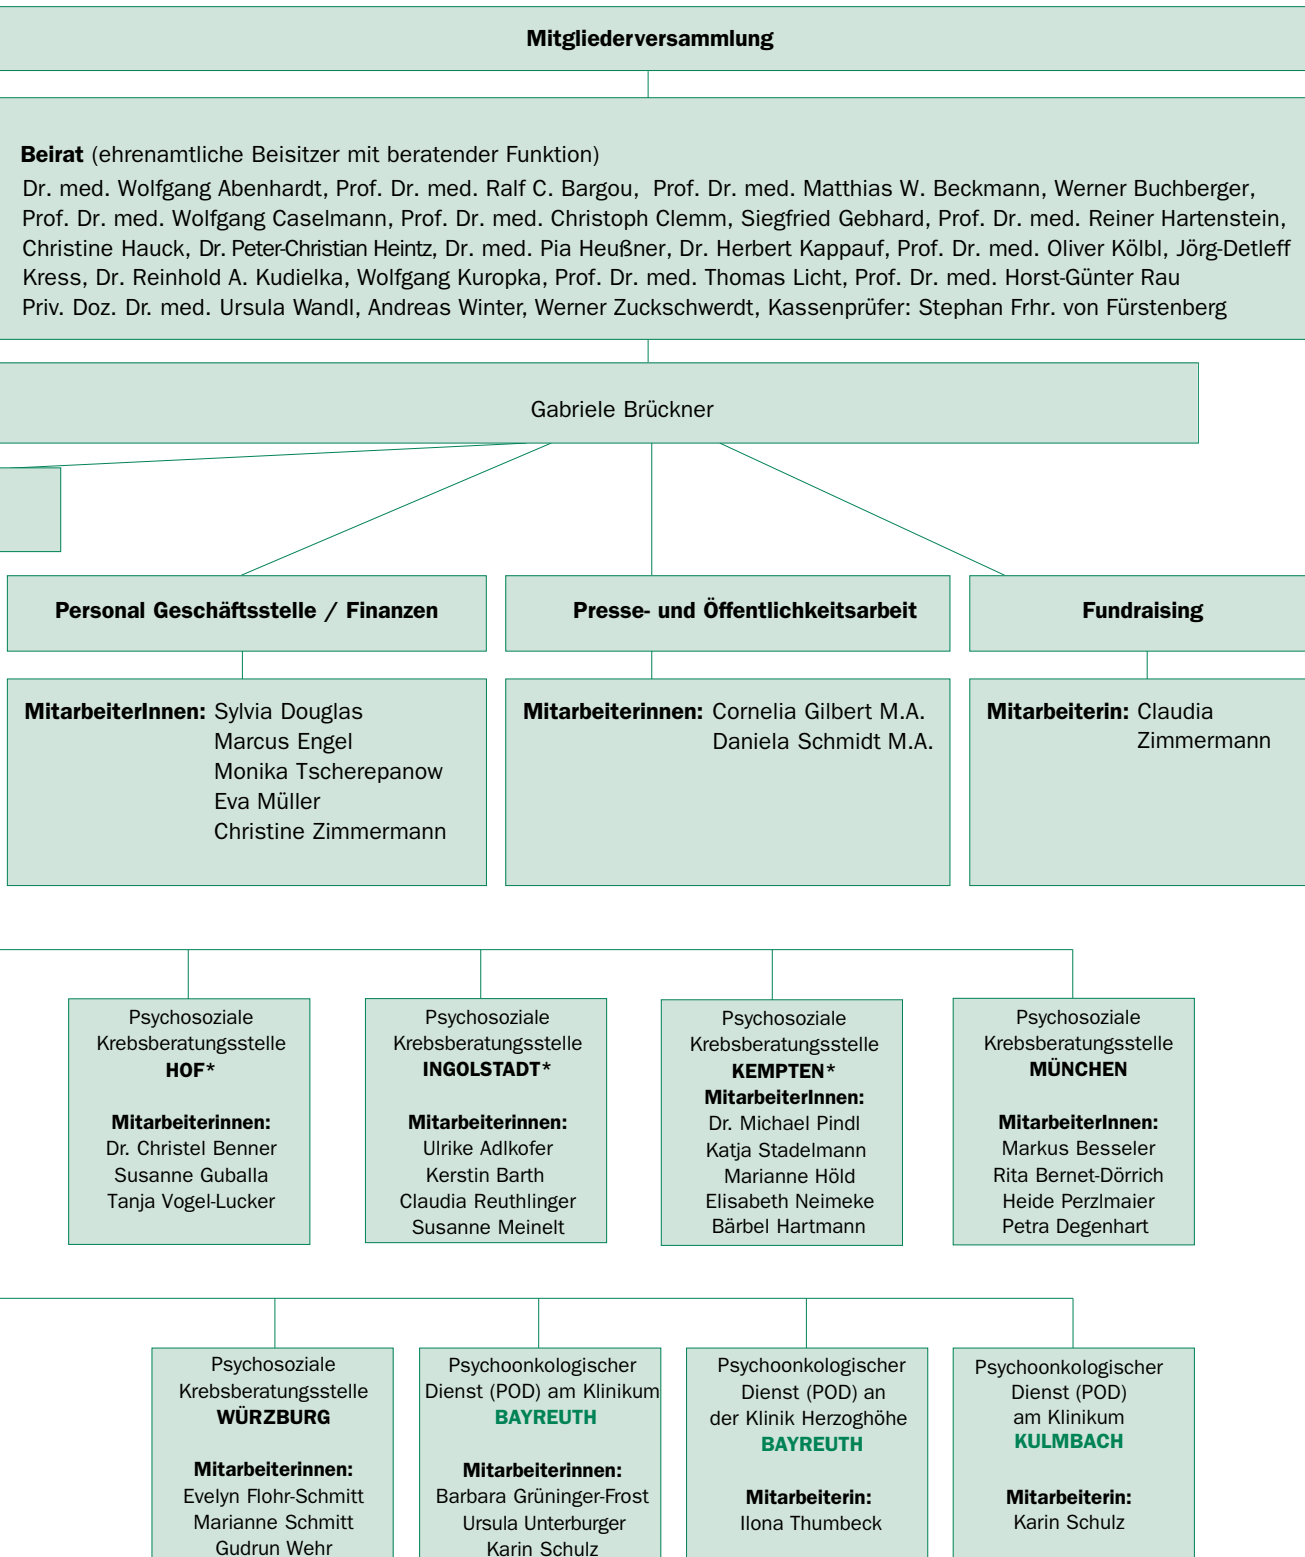 Mitgliederversammlung
Beirat (ehrenamtliche Beisitzer mit beratender Funktion)
Dr. med. Wolfgang Abenhardt, Prof. Dr. med. Ralf C. Bargou, Prof. Dr. med. Matthias W. Beckmann, Werner Buchberger,
Prof. Dr. med. Wolfgang Caselmann, Prof. Dr. med. Christoph Clemm, Siegfried Gebhard, Prof. Dr. med. Reiner Hartenstein,
Christine Hauck, Dr. Peter-Christian Heintz, Dr. med. Pia Heußner, Dr. Herbert Kappauf, Prof. Dr. med. Oliver Kölbl, Jörg-Detleff
Kress, Dr. Reinhold A. Kudielka, Wolfgang Kuropka, Prof. Dr. med. Thomas Licht, Prof. Dr. med. Horst-Günter Rau
Priv. Doz. Dr. med. Ursula Wandl, Andreas Winter, Werner Zuckschwerdt, Kassenprüfer: Stephan Frhr. von Fürstenberg
Gabriele Brückner
Personal Geschäftsstelle / Finanzen
MitarbeiterInnen: Sylvia Douglas
Marcus Engel
Monika Tscherepanow
Eva Müller
Christine Zimmermann
Presse- und Öffentlichkeitsarbeit
Mitarbeiterinnen: Cornelia Gilbert M.A.
Daniela Schmidt M.A.
Fundraising
Mitarbeiterin: Claudia
Zimmermann
Psychosoziale
Krebsberatungsstelle
HOF*
Mitarbeiterinnen:
Dr. Christel Benner
Susanne Guballa
Tanja Vogel-Lucker
Psychosoziale
Krebsberatungsstelle
INGOLSTADT*
Mitarbeiterinnen:
Ulrike Adlkofer
Kerstin Barth
Claudia Reuthlinger
Susanne Meinelt
Psychosoziale
Krebsberatungsstelle
KEMPTEN*
MitarbeiterInnen:
Dr. Michael Pindl
Katja Stadelmann
Marianne Höld
Elisabeth Neimeke
Bärbel Hartmann
Psychosoziale
Krebsberatungsstelle
MÜNCHEN
MitarbeiterInnen:
Markus Besseler
Rita Bernet-Dörrich
Heide Perzlmaier
Petra Degenhart
Psychosoziale
Krebsberatungsstelle
WÜRZBURG
Mitarbeiterinnen:
Evelyn Flohr-Schmitt
Marianne Schmitt
Gudrun Wehr
Psychoonkologischer
Dienst (POD) am Klinikum
BAYREUTH
Mitarbeiterinnen:
Barbara Grüninger-Frost
Ursula Unterburger
Karin Schulz
Psychoonkologischer
Dienst (POD) an
der Klinik Herzoghöhe
BAYREUTH
Mitarbeiterin:
Ilona Thumbeck
Psychoonkologischer
Dienst (POD)
am Klinikum
KULMBACH
Mitarbeiterin:
Karin Schulz